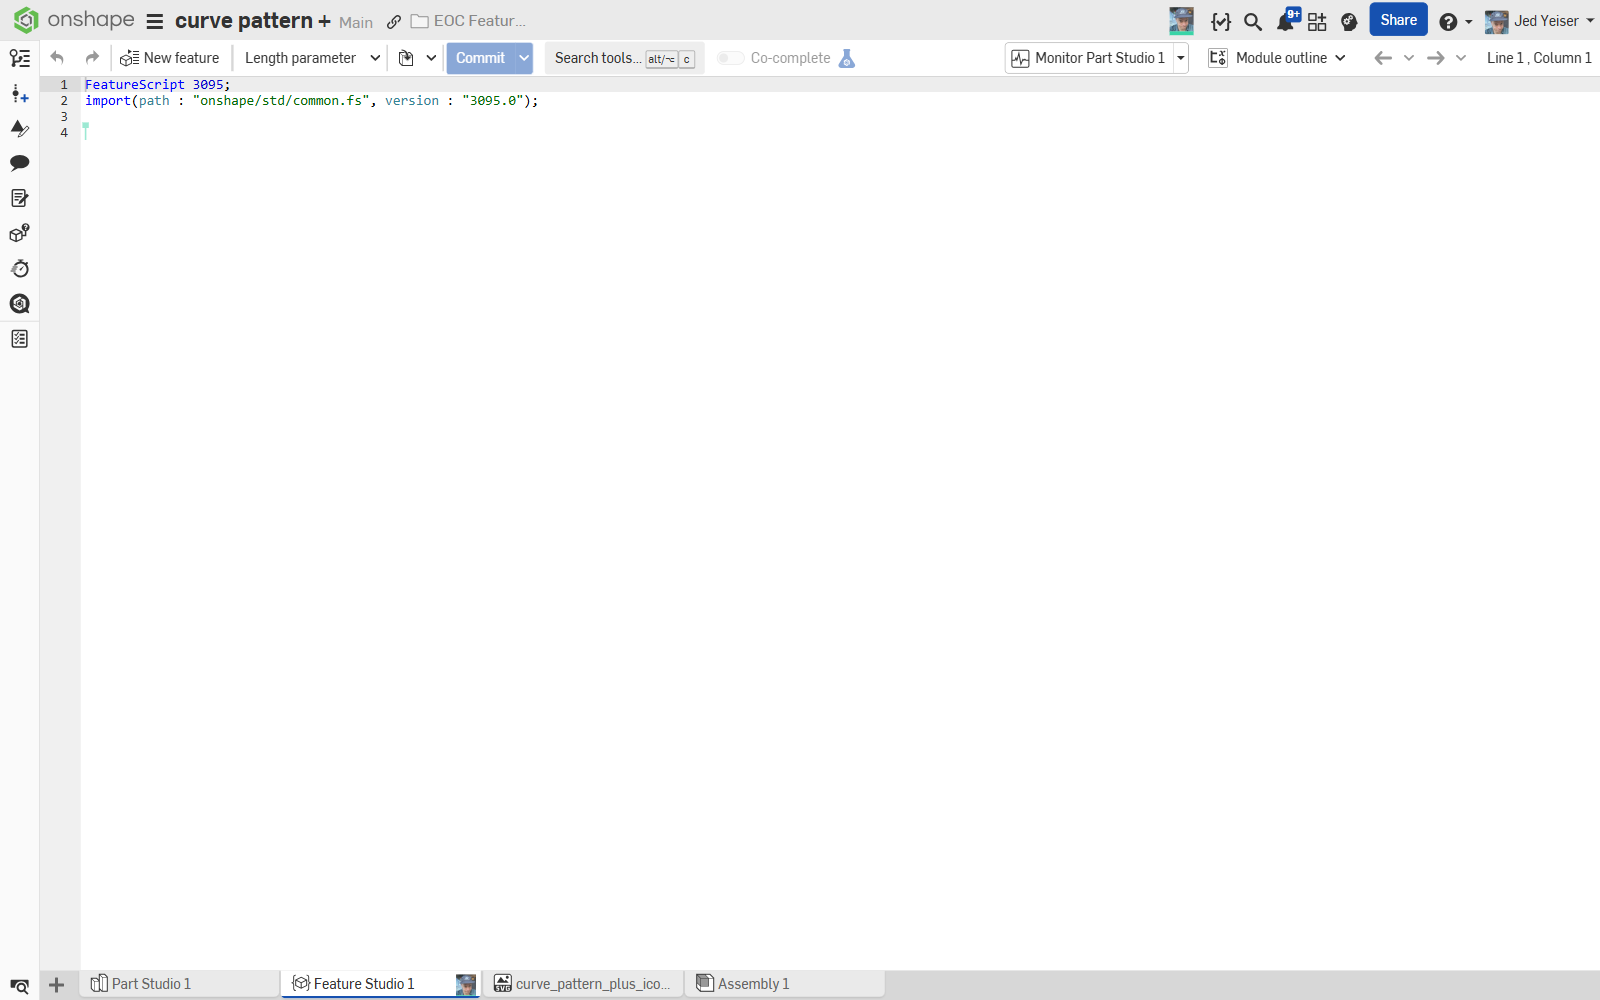 onshape
curve pattern + Main EOC Featur...
9+
Share
Jed Yeiser
New feature
Length parameter
Commit
Search tools... alt/⌥ c
Co-complete
Monitor Part Studio 1
Module outline
Line 1 , Column 1
1 FeatureScript 3095;
2 import(path : "onshape/std/common.fs", version : "3095.0");
3
4
Part Studio 1
Feature Studio 1
SVG
curve_pattern_plus_ico...
Assembly 1